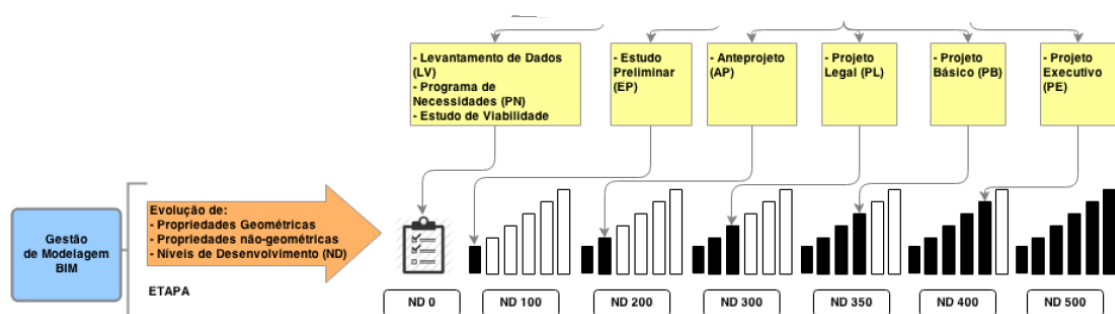 - Levantamento de Dados
(LV)
- Programa de
Necessidades (PN)
- Estudo de Viabilidade
- Estudo
Preliminar
(EP)
- Anteprojeto
(AP)
- Projeto
Legal (PL)
- Projeto
Básico (PB)
- Projeto
Executivo
(PE)
Gestão
de Modelagem
BIM
Evolução de:
- Propriedades Geométricas
- Propriedades não-geométricas
- Níveis de Desenvolvimento (ND)
ETAPA
ND 0
ND 100
ND 200
ND 300
ND 350
ND 400
ND 500